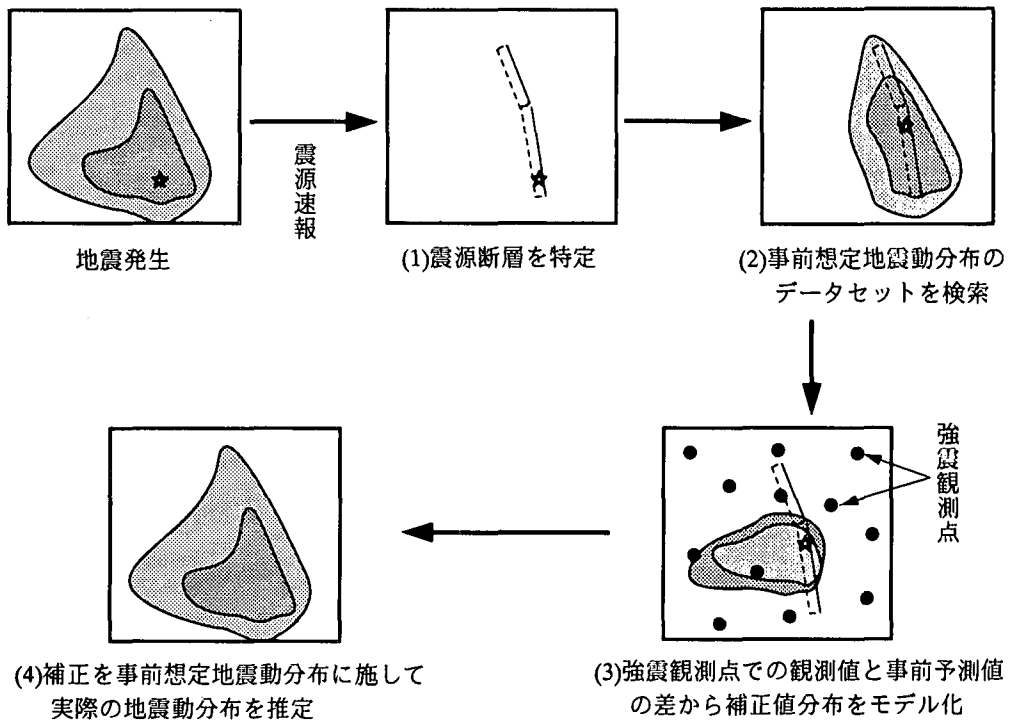 地震発生
震源速報
(1)震源断層を特定
(2)事前想定地震動分布の
データセットを検索
強震観測点
(3)強震観測点での観測値と事前予測値
の差から補正値分布をモデル化
(4)補正を事前想定地震動分布に施して
実際の地震動分布を推定